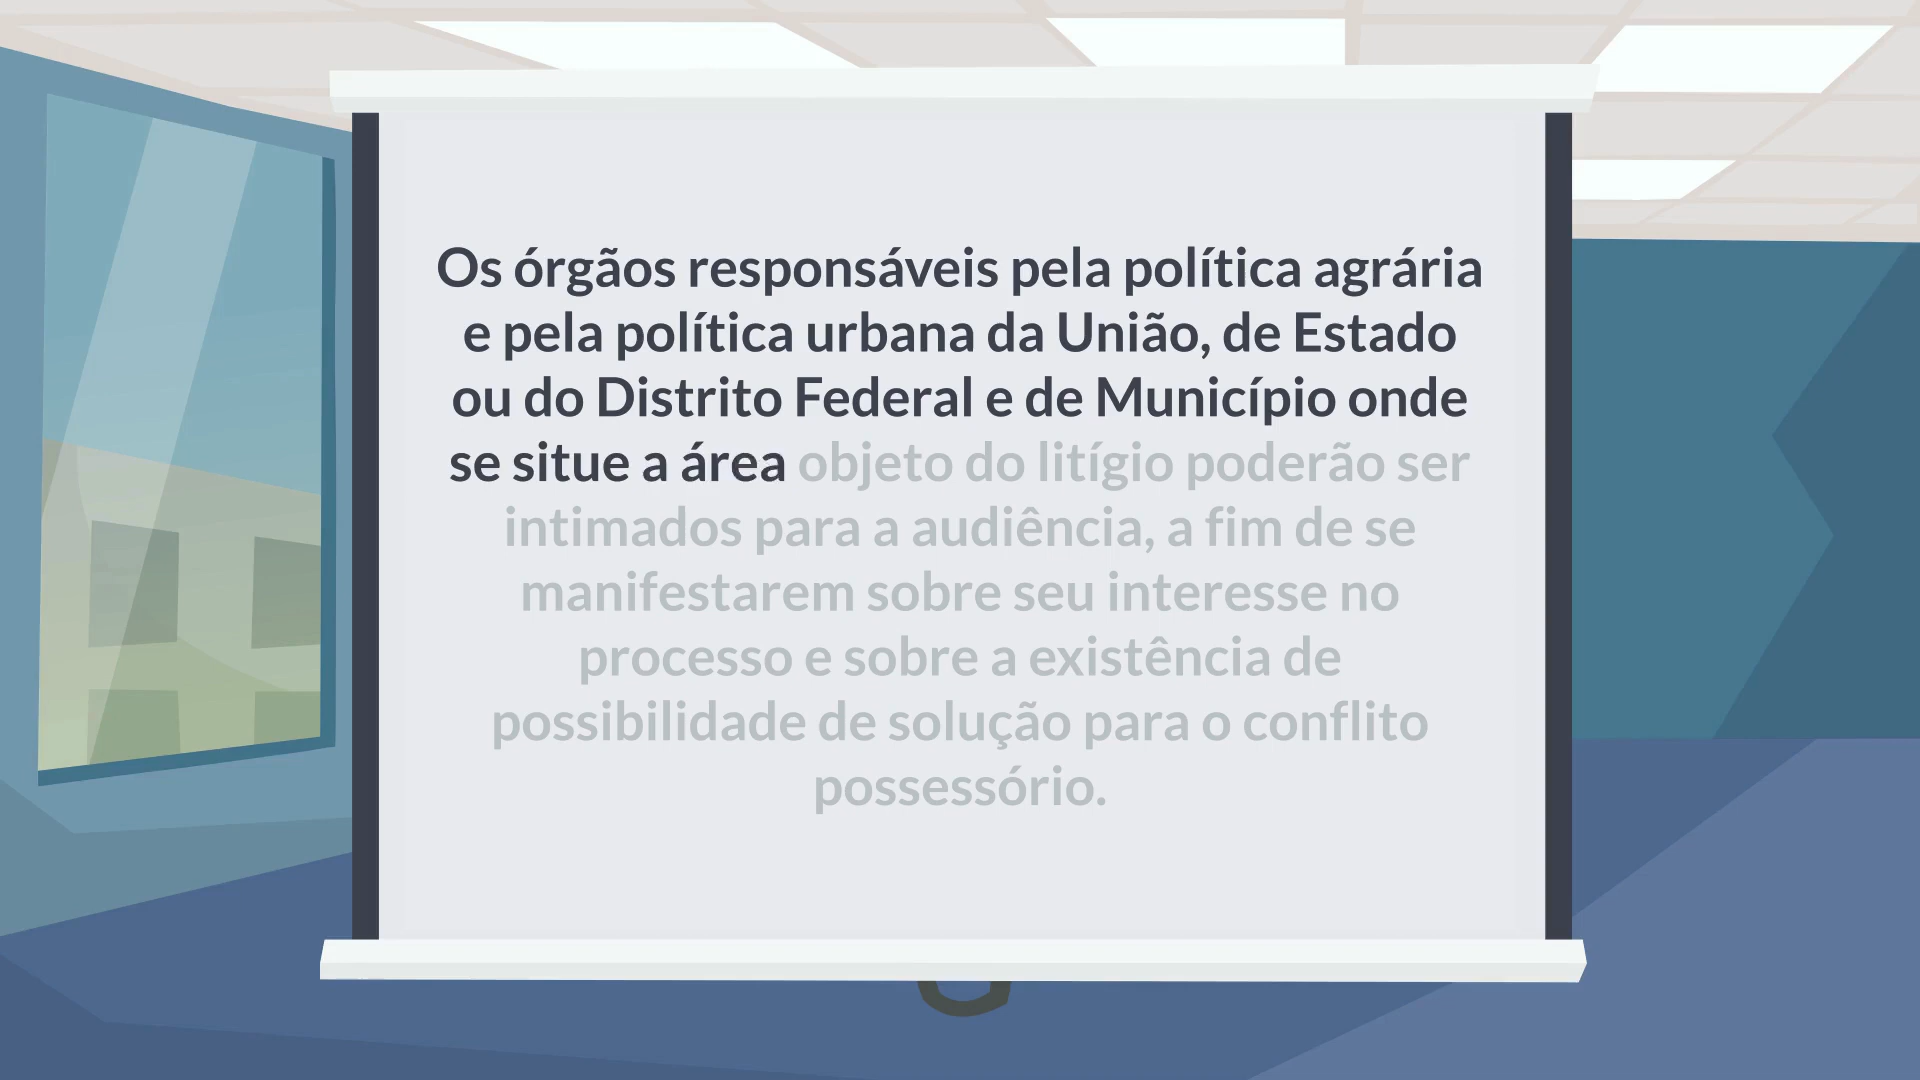 Os órgãos responsáveis pela política agrária
e pela política urbana da União, de Estado
ou do Distrito Federal e de Município onde
se situe a área objeto do litígio poderão ser
intimados para a audiência, a fim de se
manifestarem sobre seu interesse no
processo e sobre a existência de
possibilidade de solução para o conflito
possessório.